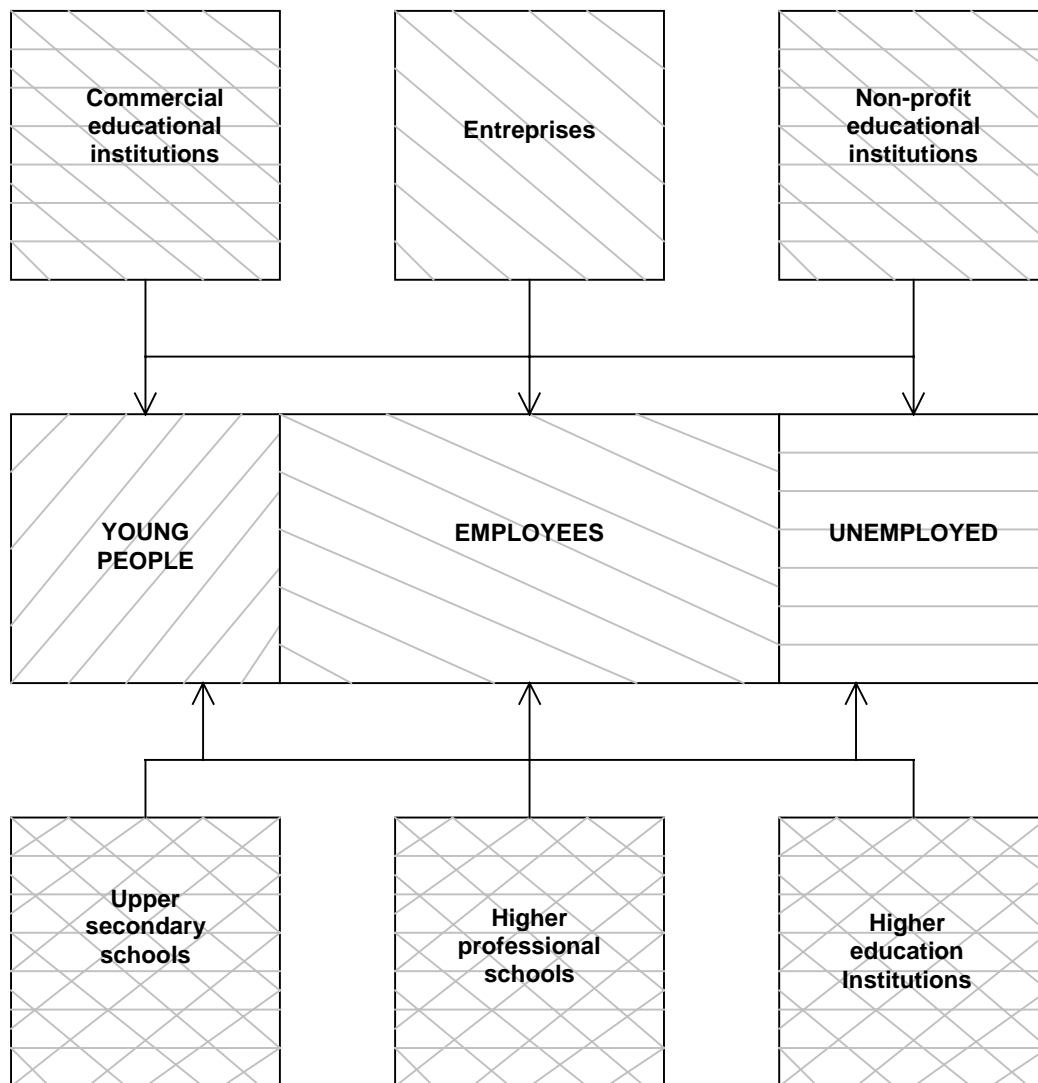 Commercial
educational
institutions
Entreprises
Non-profit
educational
institutions
YOUNG
PEOPLE
EMPLOYEES
UNEMPLOYED
Upper
secondary
schools
Higher
professional
schools
Higher
education
Institutions